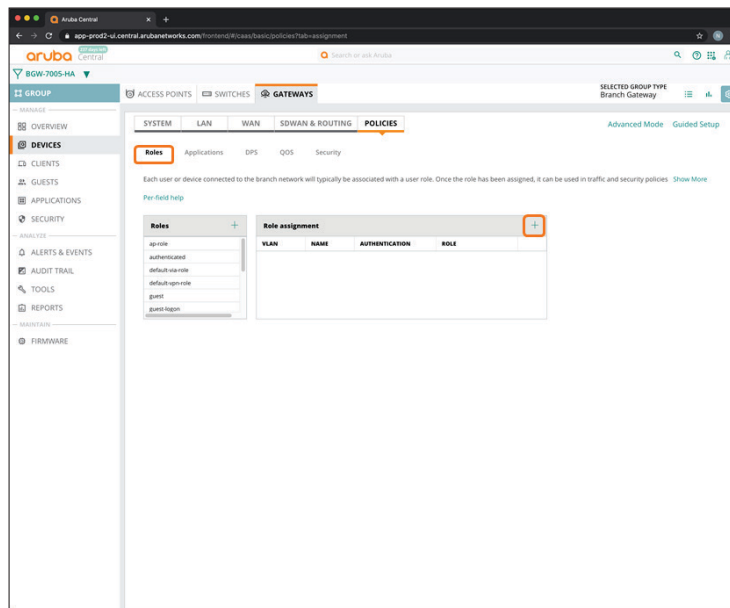 Aruba Central
app-prod2-ui.central.arubanetworks.com/frontend/#/caas/basic/policies?tab=assignment
aruba Central
Search or ask Aruba
BGW-7005-HA
GROUP
ACCESS POINTS SWITCHES GATEWAYS
SELECTED GROUP TYPE
Branch Gateway
MANAGE
OVERVIEW
DEVICES
CLIENTS
GUESTS
APPLICATIONS
SECURITY
ANALYZE
ALERTS & EVENTS
AUDIT TRAIL
TOOLS
REPORTS
MAINTAIN
FIRMWARE
SYSTEM LAN WAN SDWAN & ROUTING POLICIES
Advanced Mode Guided Setup
Roles Applications DPS QOS Security
Each user or device connected to the branch network will typically be associated with a user role. Once the role has been assigned, it can be used in traffic and security policies Show More
Per-field help
Roles +
ap-role
authenticated
default-via-role
default-vpn-role
guest
guest-logon
Role assignment +
VLAN NAME AUTHENTICATION ROLE